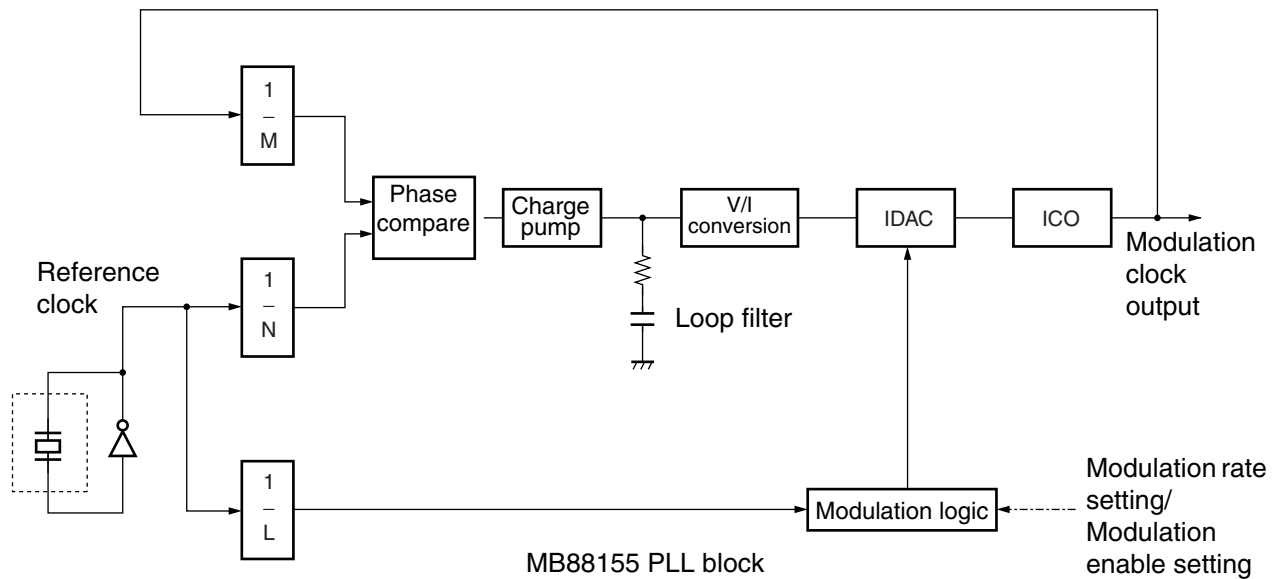 1
–
M
Phase
compare
Charge
pump
V/I
conversion
IDAC
ICO
Modulation
clock
output
Reference
clock
1
–
N
Loop filter
1
–
L
Modulation logic
Modulation rate
setting/
Modulation
enable setting
MB88155 PLL block